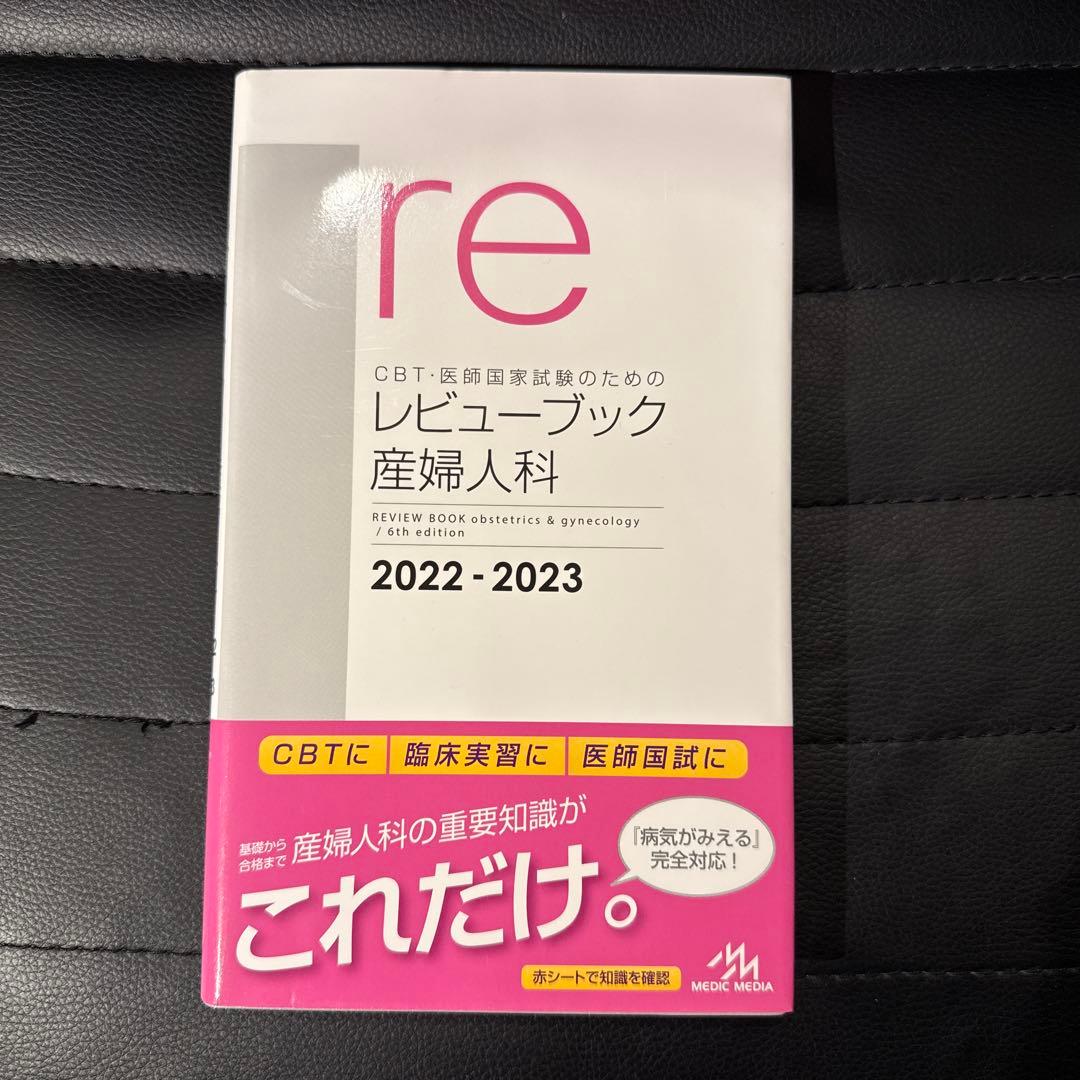 re
CBT・医師国家試験のための
レビューブック
産婦人科
REVIEW BOOK obstetrics & gynecology
/ 6th edition
2022 - 2023
CBTに 臨床実習に 医師国試に
基礎から
合格まで
産婦人科の重要知識が
これだけ。
『病気がみえる』
完全対応！
赤シートで知識を確認
MEDIC MEDIA